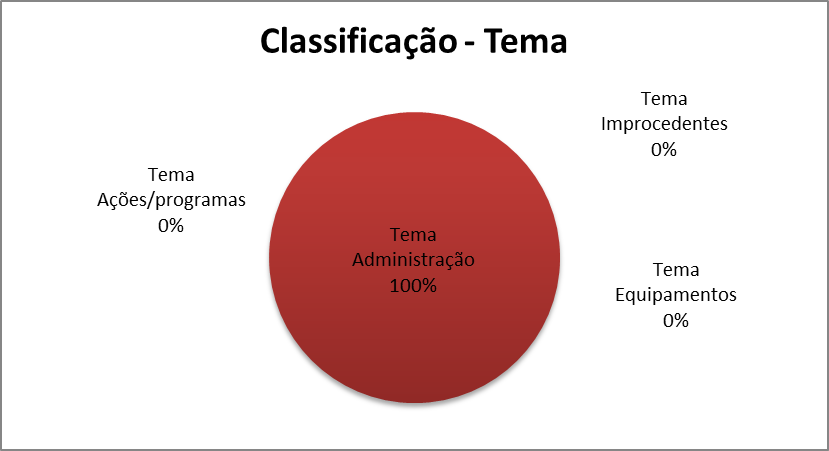 Classificação - Tema
Tema
Improcedentes
0%
Tema
Ações/programas
0%
Tema
Administração
100%
Tema
Equipamentos
0%